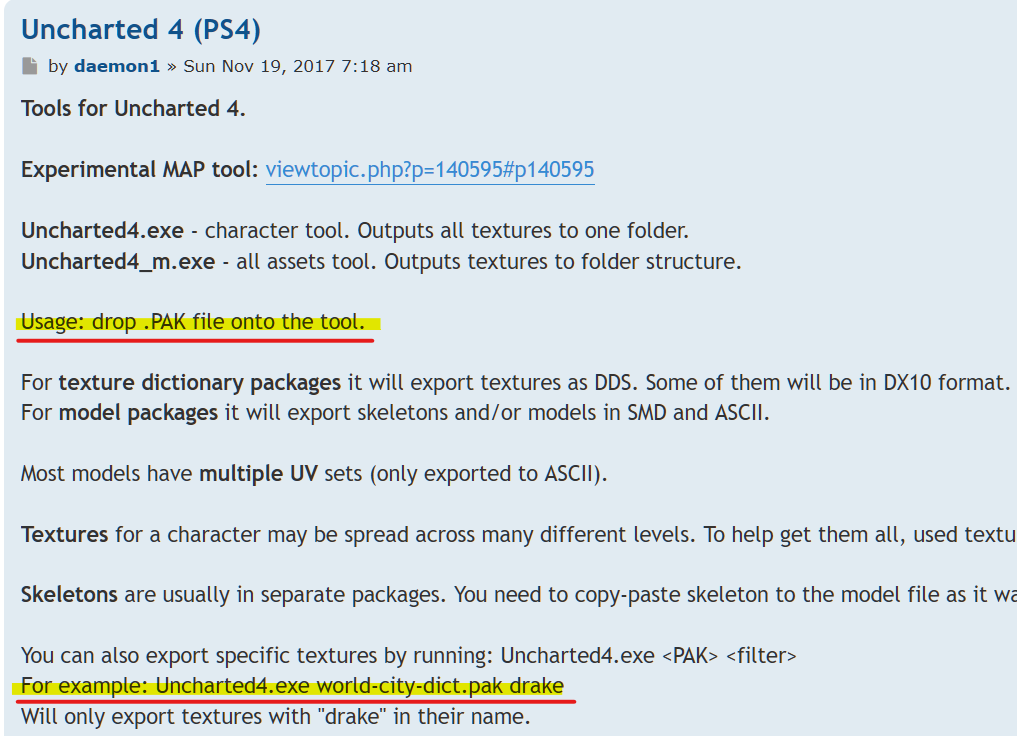 Uncharted 4 (PS4)
by daemon1 » Sun Nov 19, 2017 7:18 am
Tools for Uncharted 4.
Experimental MAP tool: viewtopic.php?p=140595#p140595
Uncharted4.exe - character tool. Outputs all textures to one folder.
Uncharted4_m.exe - all assets tool. Outputs textures to folder structure.
Usage: drop .PAK file onto the tool.
For texture dictionary packages it will export textures as DDS. Some of them will be in DX10 format.
For model packages it will export skeletons and/or models in SMD and ASCII.
Most models have multiple UV sets (only exported to ASCII).
Textures for a character may be spread across many different levels. To help get them all, used textu
Skeletons are usually in separate packages. You need to copy-paste skeleton to the model file as it wa
You can also export specific textures by running: Uncharted4.exe <PAK> <filter>
For example: Uncharted4.exe world-city-dict.pak drake
Will only export textures with "drake" in their name.